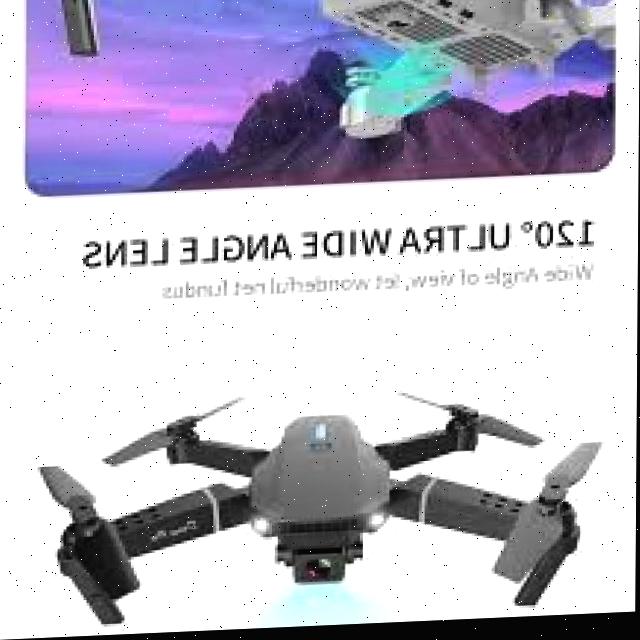 120° ULTRA WIDE ANGLE LENS
Wide Angle of view, let wonderful net fundus